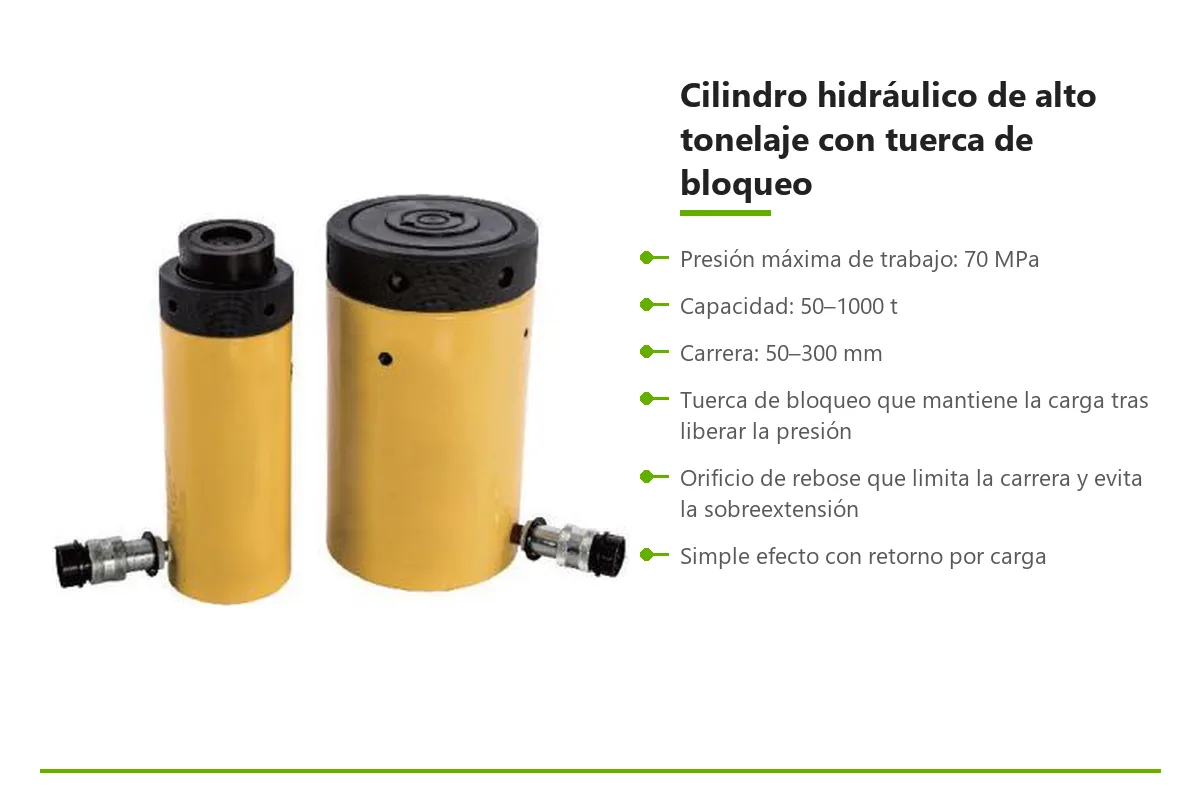 Cilindro hidráulico de alto
tonelaje con tuerca de
bloqueo
Presión máxima de trabajo: 70 MPa
Capacidad: 50–1000 t
Carrera: 50–300 mm
Tuerca de bloqueo que mantiene la carga tras
liberar la presión
Orificio de rebose que limita la carrera y evita
la sobreextensión
Simple efecto con retorno por carga